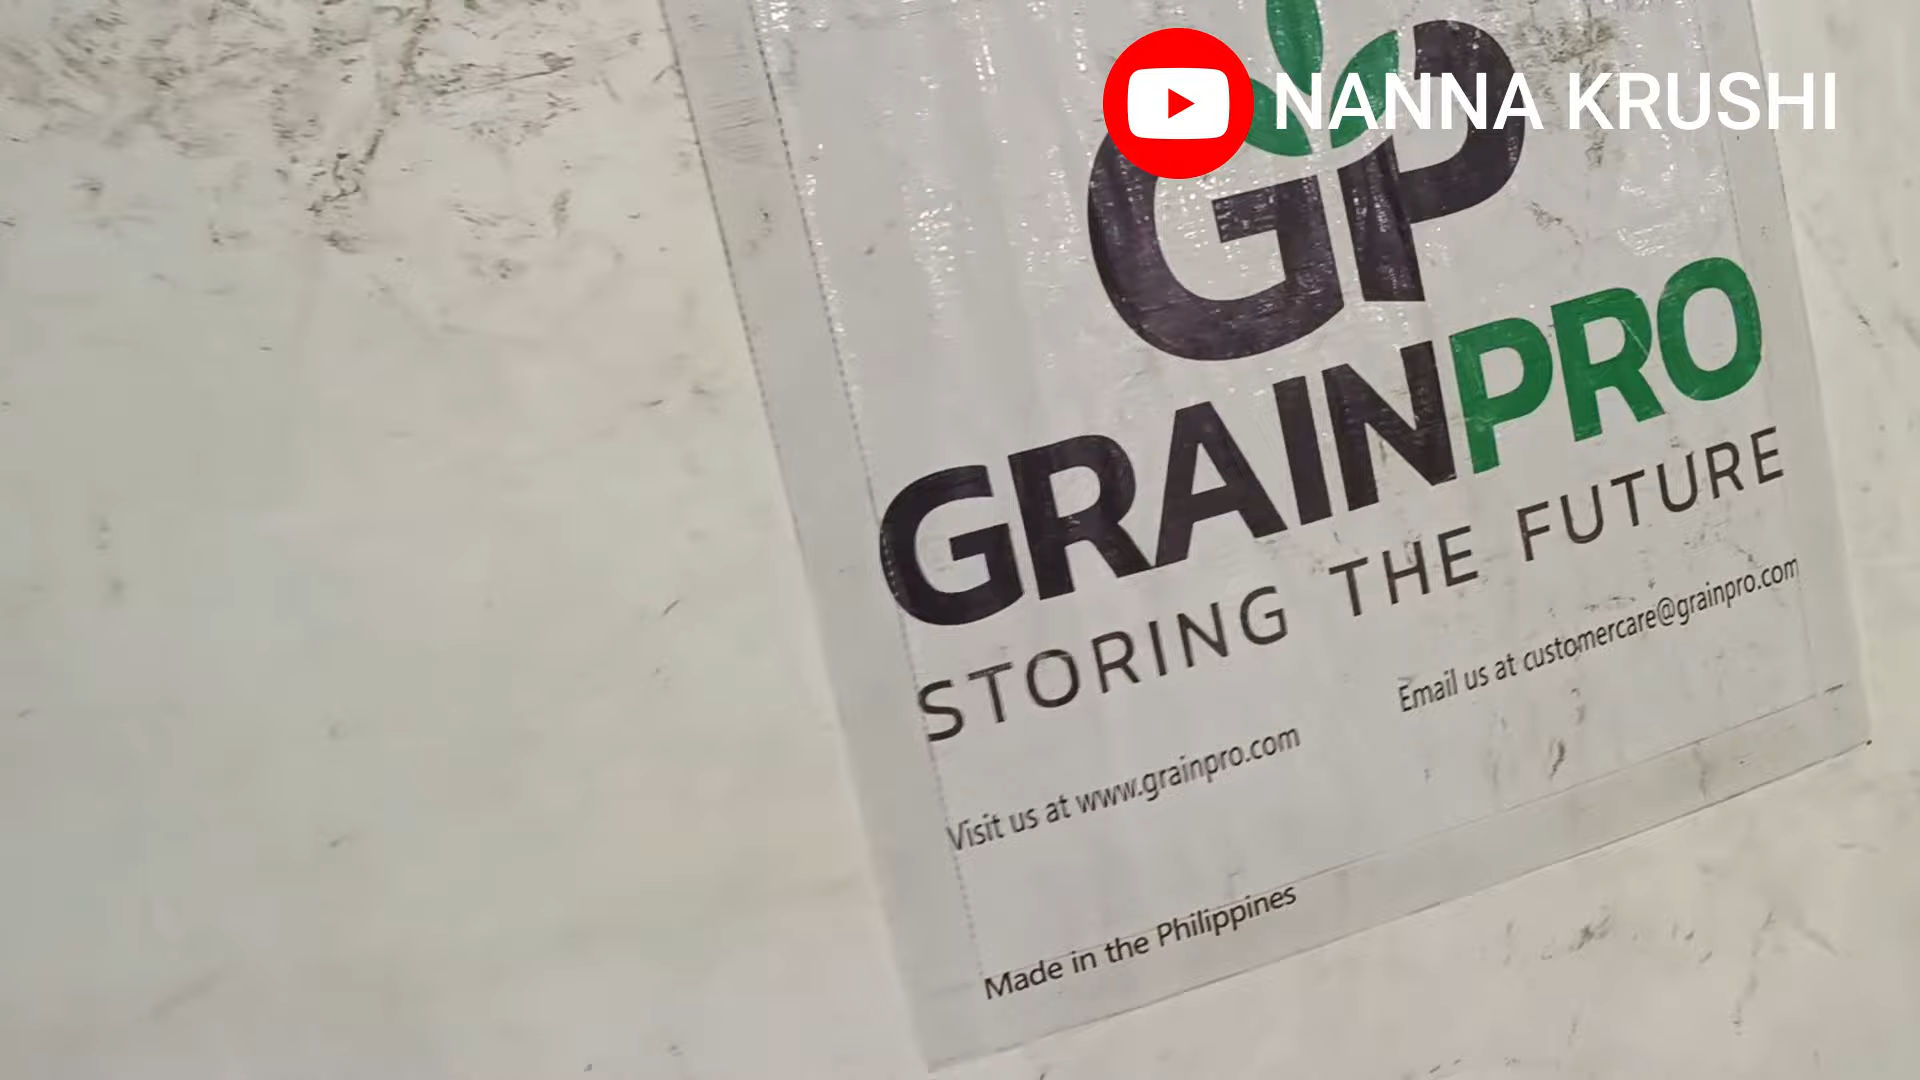 NANNA KRUSHI
GP
GRAINPRO
STORING THE FUTURE
Visit us at www.grainpro.com
Email us at customercare@grainpro.com
Made in the Philippines